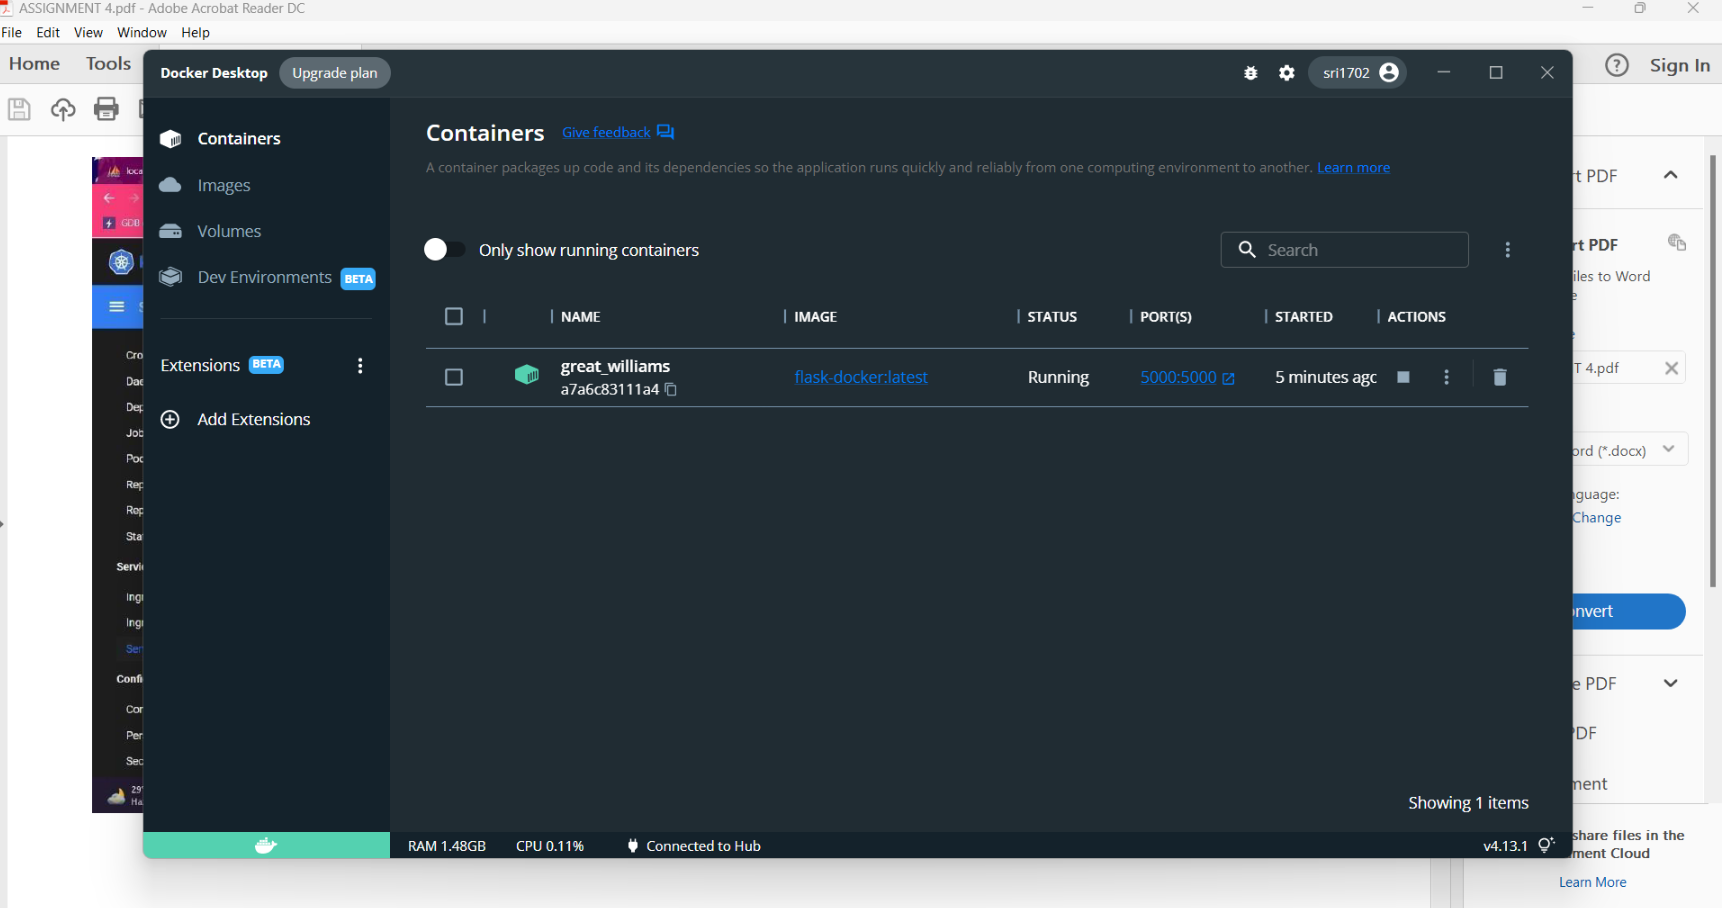 ASSIGNMENT 4.pdf - Adobe Acrobat Reader DC
File Edit View Window Help
Home Tools
Sign In
Docker Desktop Upgrade plan sri1702
Containers
Images
Volumes
Dev Environments BETA
Extensions BETA
Add Extensions
Containers Give feedback
A container packages up code and its dependencies so the application runs quickly and reliably from one computing environment to another. Learn more
Only show running containers
Search
NAME IMAGE STATUS PORT(S) STARTED ACTIONS
great_williams
a7a6c83111a4
flask-docker:latest Running 5000:5000 5 minutes agc
Showing 1 items
RAM 1.48GB CPU 0.11% Connected to Hub v4.13.1
loca
GDB
Cro
Dae
Dep
Job
Poc
Rep
Rep
Sta
Servi
Ing
Ing
Ser
Confi
Cor
Per
Sec
29°
Ha
t PDF
rt PDF
iles to Word
e
T 4.pdf
ord (*.docx)
guage:
Change
nvert
e PDF
PDF
ment
share files in the
ment Cloud
Learn More